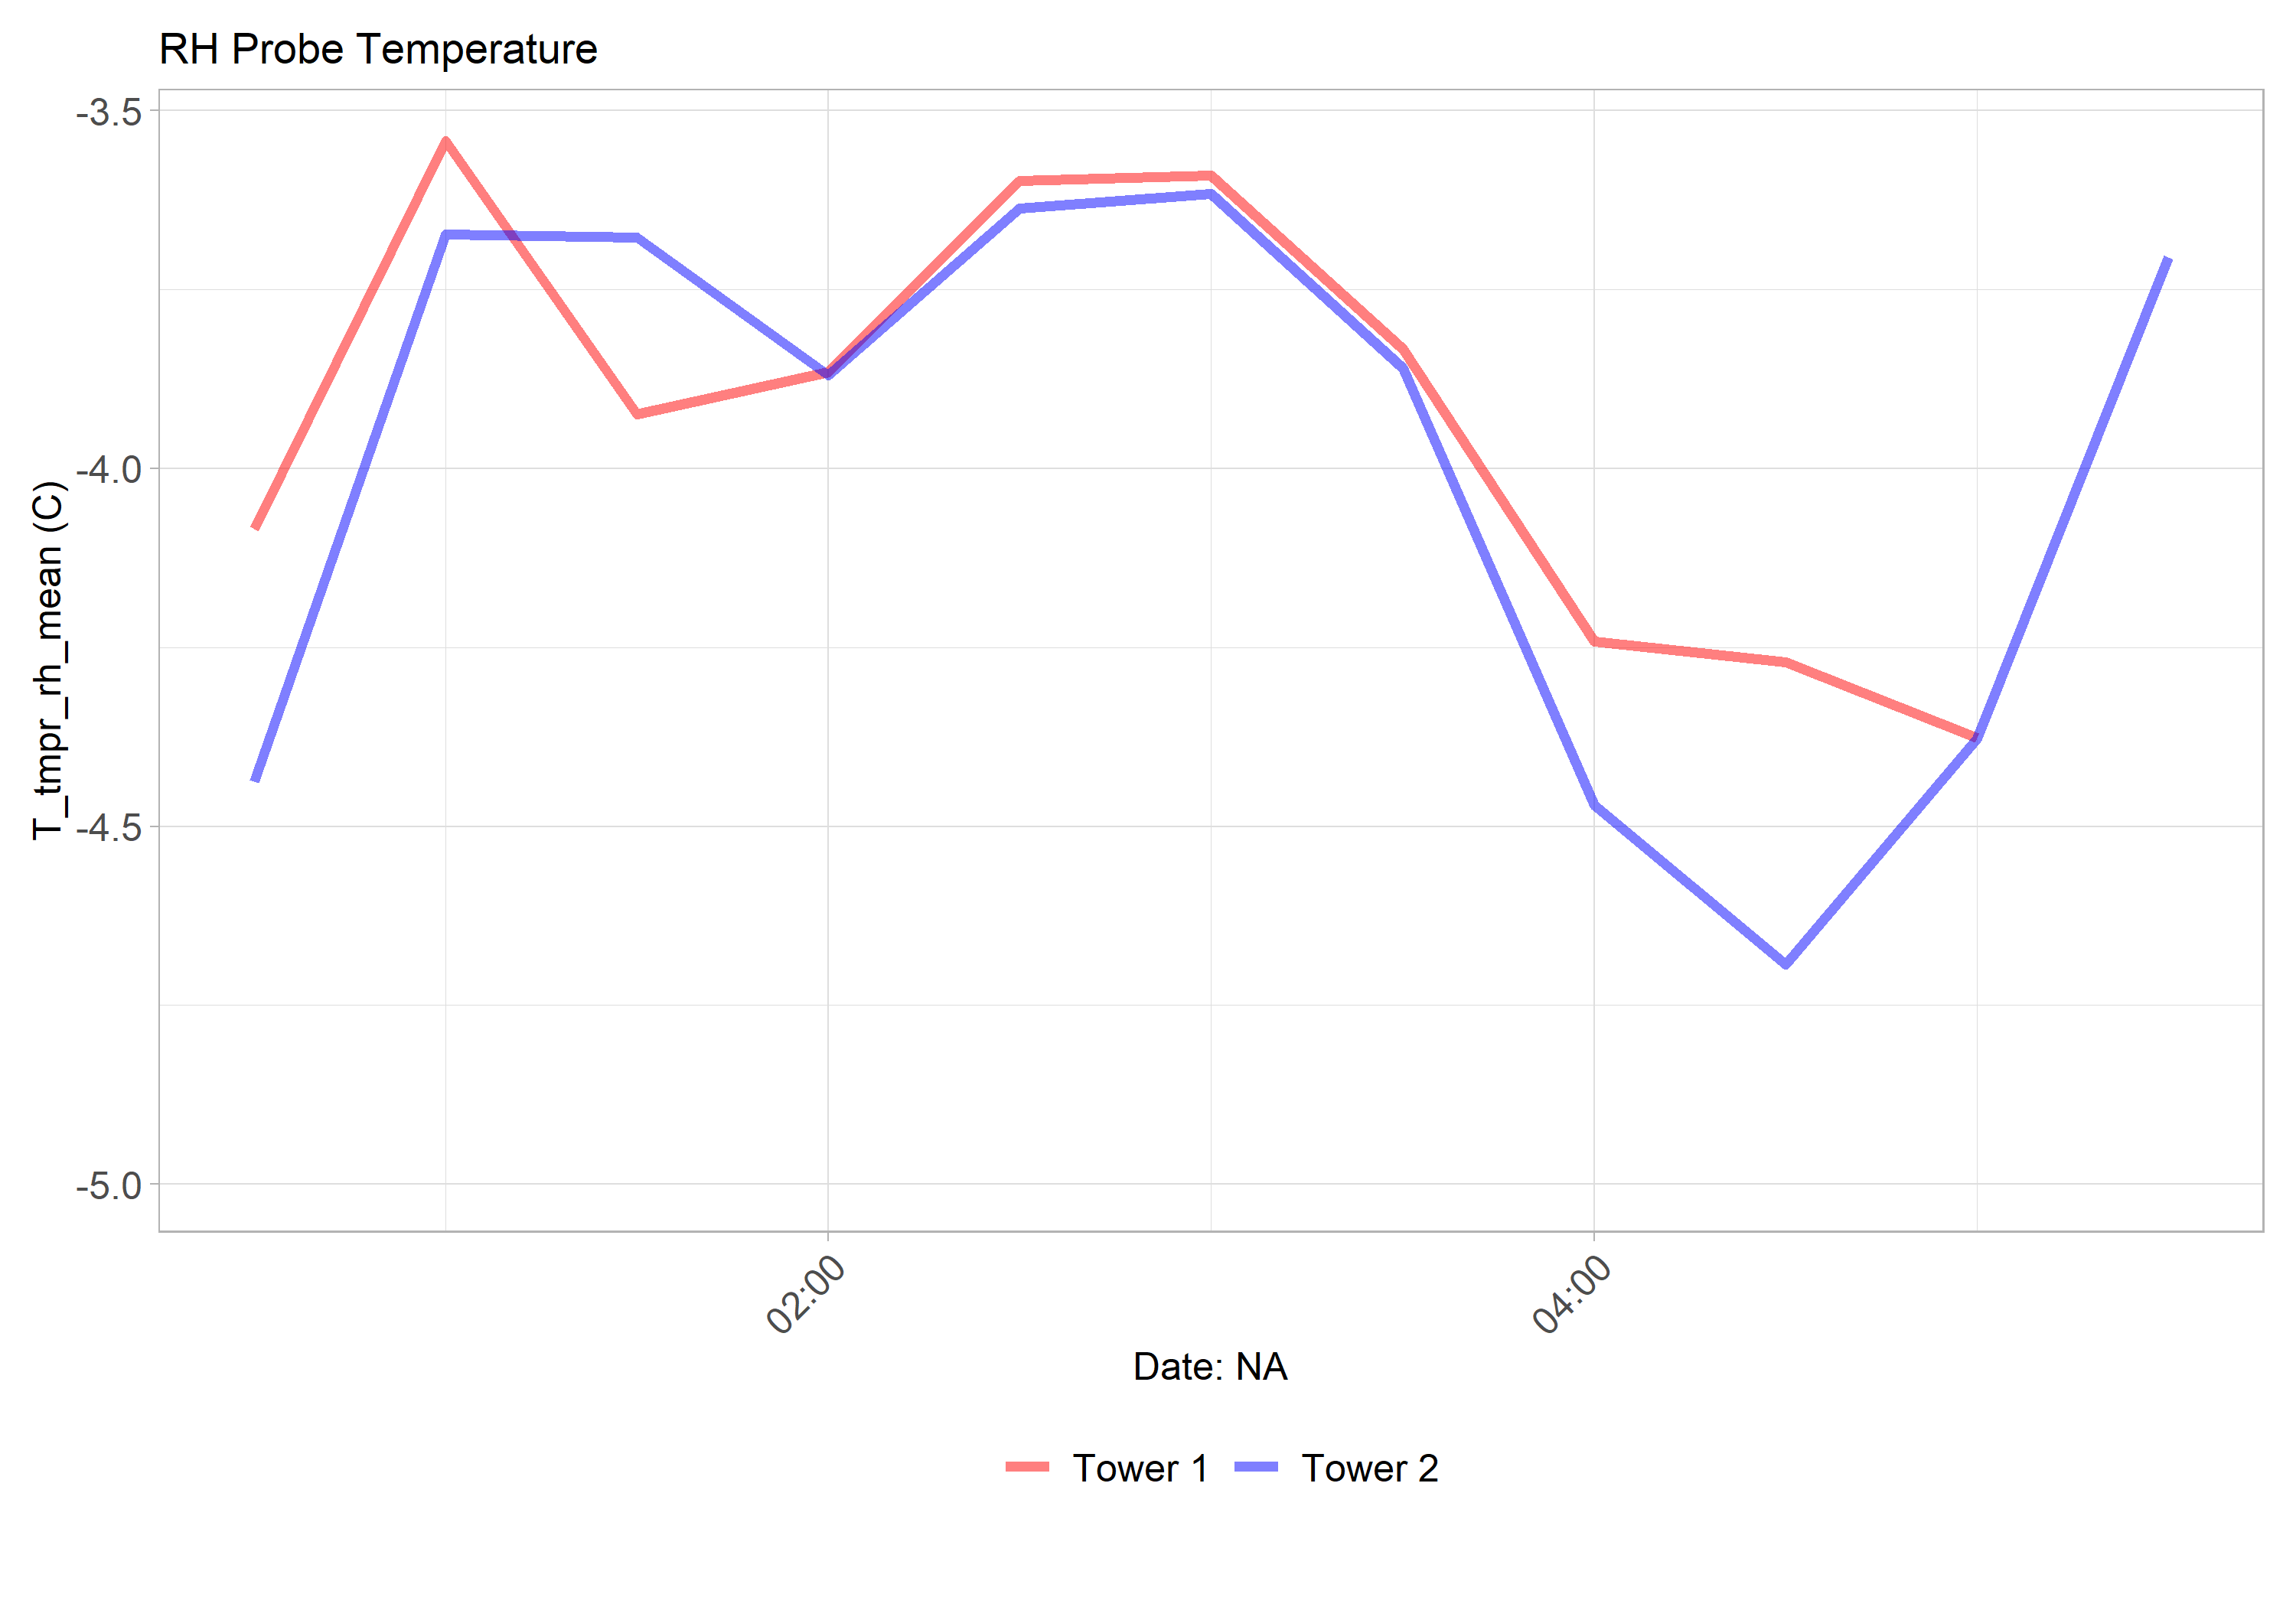 RH Probe Temperature
T_tmpr_rh_mean (C)
-3.5
-4.0
-4.5
-5.0
02:00
04:00
Date: NA
Tower 1
Tower 2